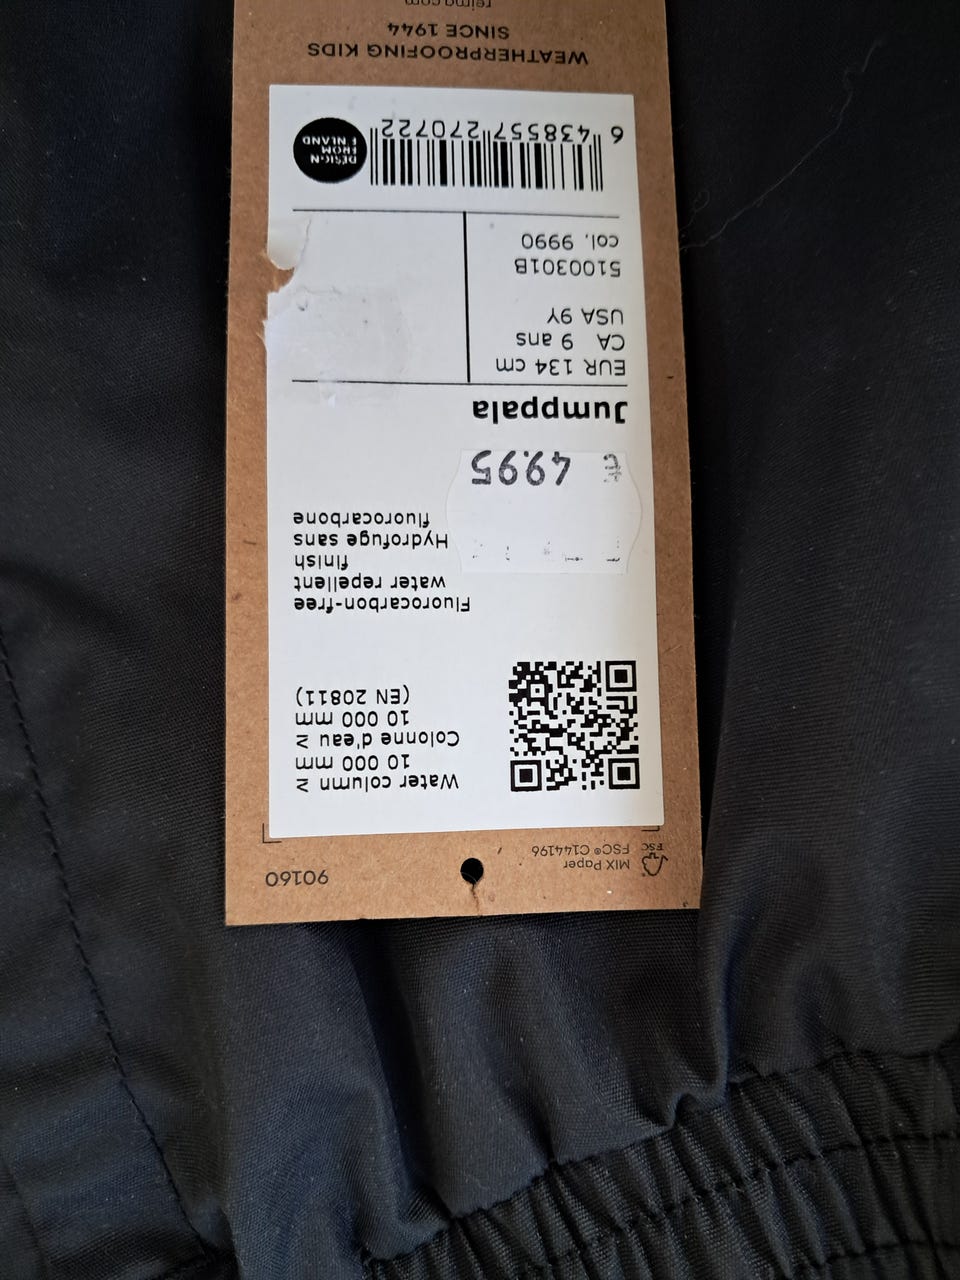 90160
MIX Paper
FSC® C144196
FSC
Water column ≥
10 000 mm
Colonne d'eau ≥
10 000 mm
(EN 20811)
Fluorocarbon-free
water repellent
finish
Hydrofuge sans
fluorocarbone
€ 49.95
Jumppala
EUR 134 cm
CA 9 ans
USA 9Y
5100301B
col. 9990
6 438557 270722
DESIGN
FROM
FINLAND
WEATHERPROOFING KIDS
SINCE 1944
reima.com